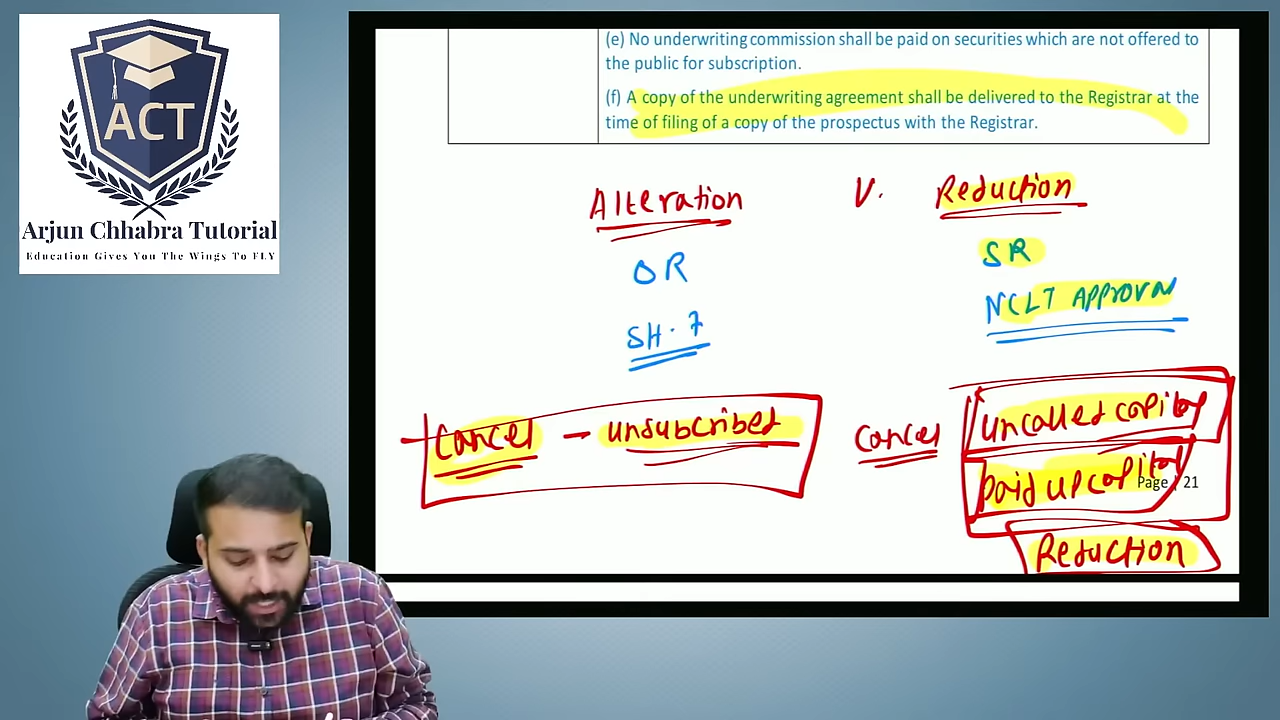 ACT
Arjun Chhabra Tutorial
Education Gives You The Wings To FLY
(e) No underwriting commission shall be paid on securities which are not offered to
the public for subscription.
(f) A copy of the underwriting agreement shall be delivered to the Registrar at the
time of filing of a copy of the prospectus with the Registrar.
Alteration V. Reduction
OR SR
SH.7 NCLT APPROVAL
Cancel - unsubscribed
Cancel uncalled capital
paid up capital
Page | 21
Reduction